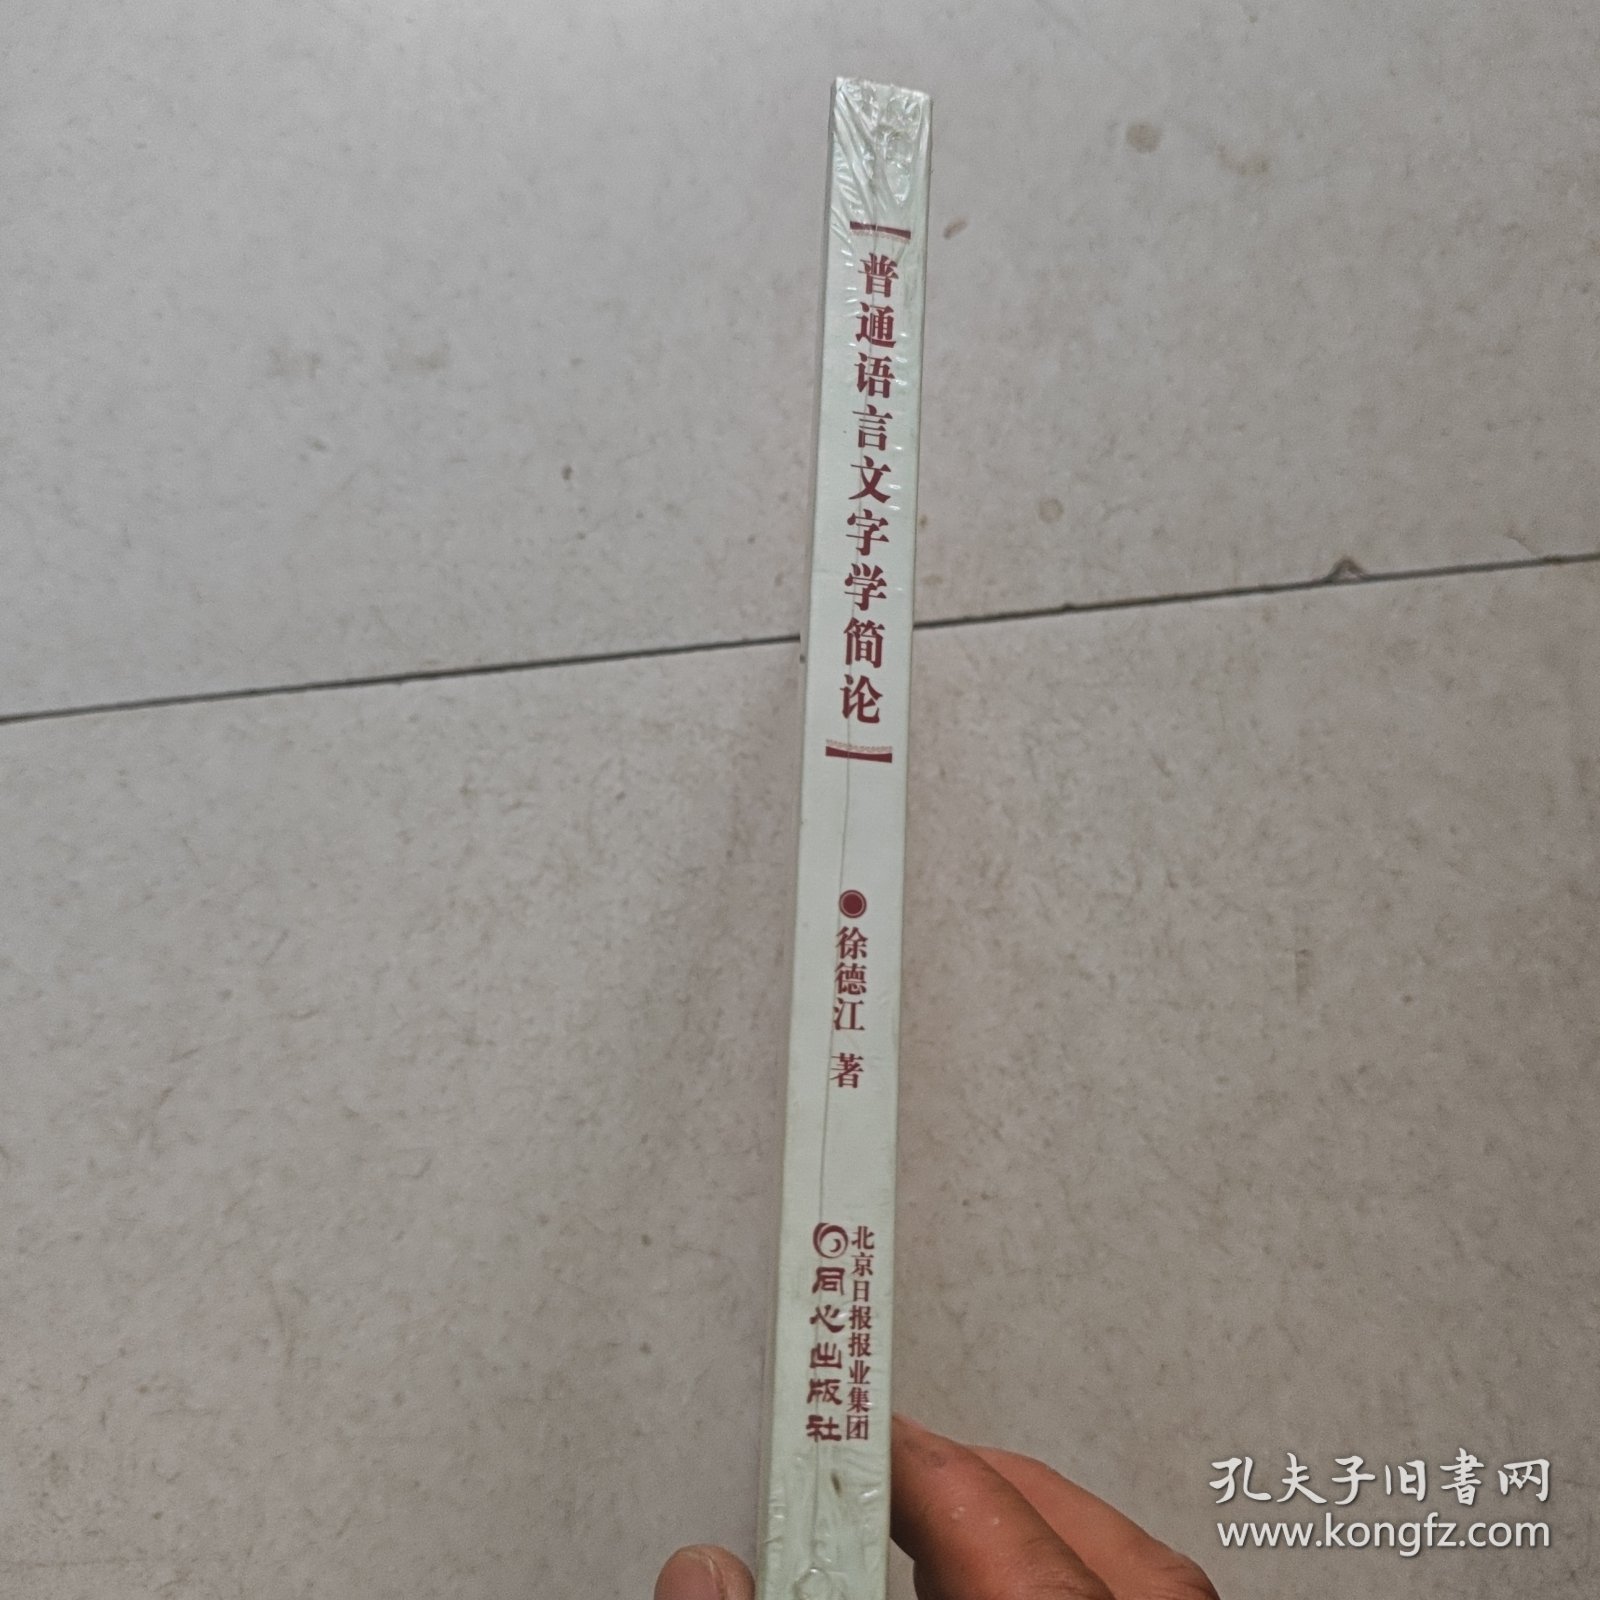 普通语言文字学简论
徐德江 著
北京日报报业集团
同心出版社
孔夫子旧書网
www.kongfz.com